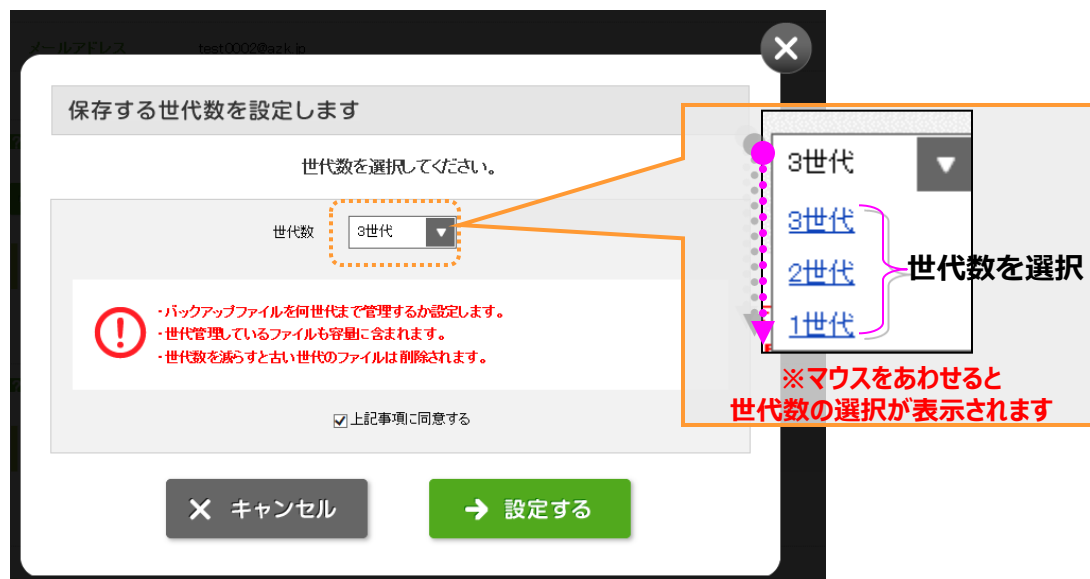 メールアドレス test0002@azk.jp
保存する世代数を設定します
世代数を選択してください。
世代数 3世代
・バックアップファイルを何世代まで管理するか設定します。
・世代管理しているファイルも容量に含まれます。
・世代数を減らすと古い世代のファイルは削除されます。
上記事項に同意する
キャンセル
設定する
3世代
3世代
2世代
1世代
世代数を選択
※マウスをあわせると
世代数の選択が表示されます